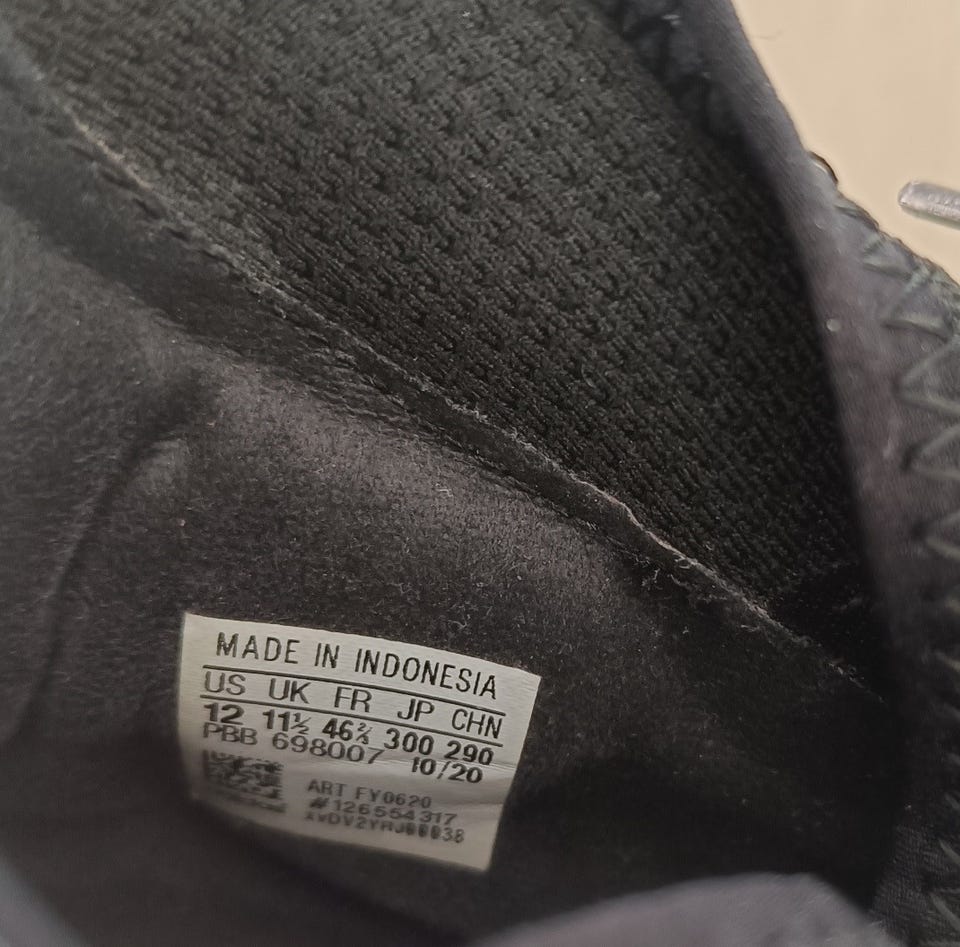 MADE IN INDONESIA
US UK FR JP CHN
12 11½ 46⅔ 300 290
PBB 698007 10/20
ART FY0620
#126554317